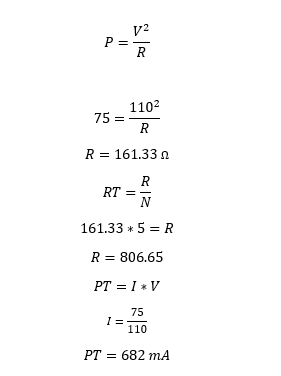 P = V²/R
75 = 110²/R
R = 161.33 Ω
RT = R/N
161.33 * 5 = R
R = 806.65
PT = I * V
I = 75/110
PT = 682 mA